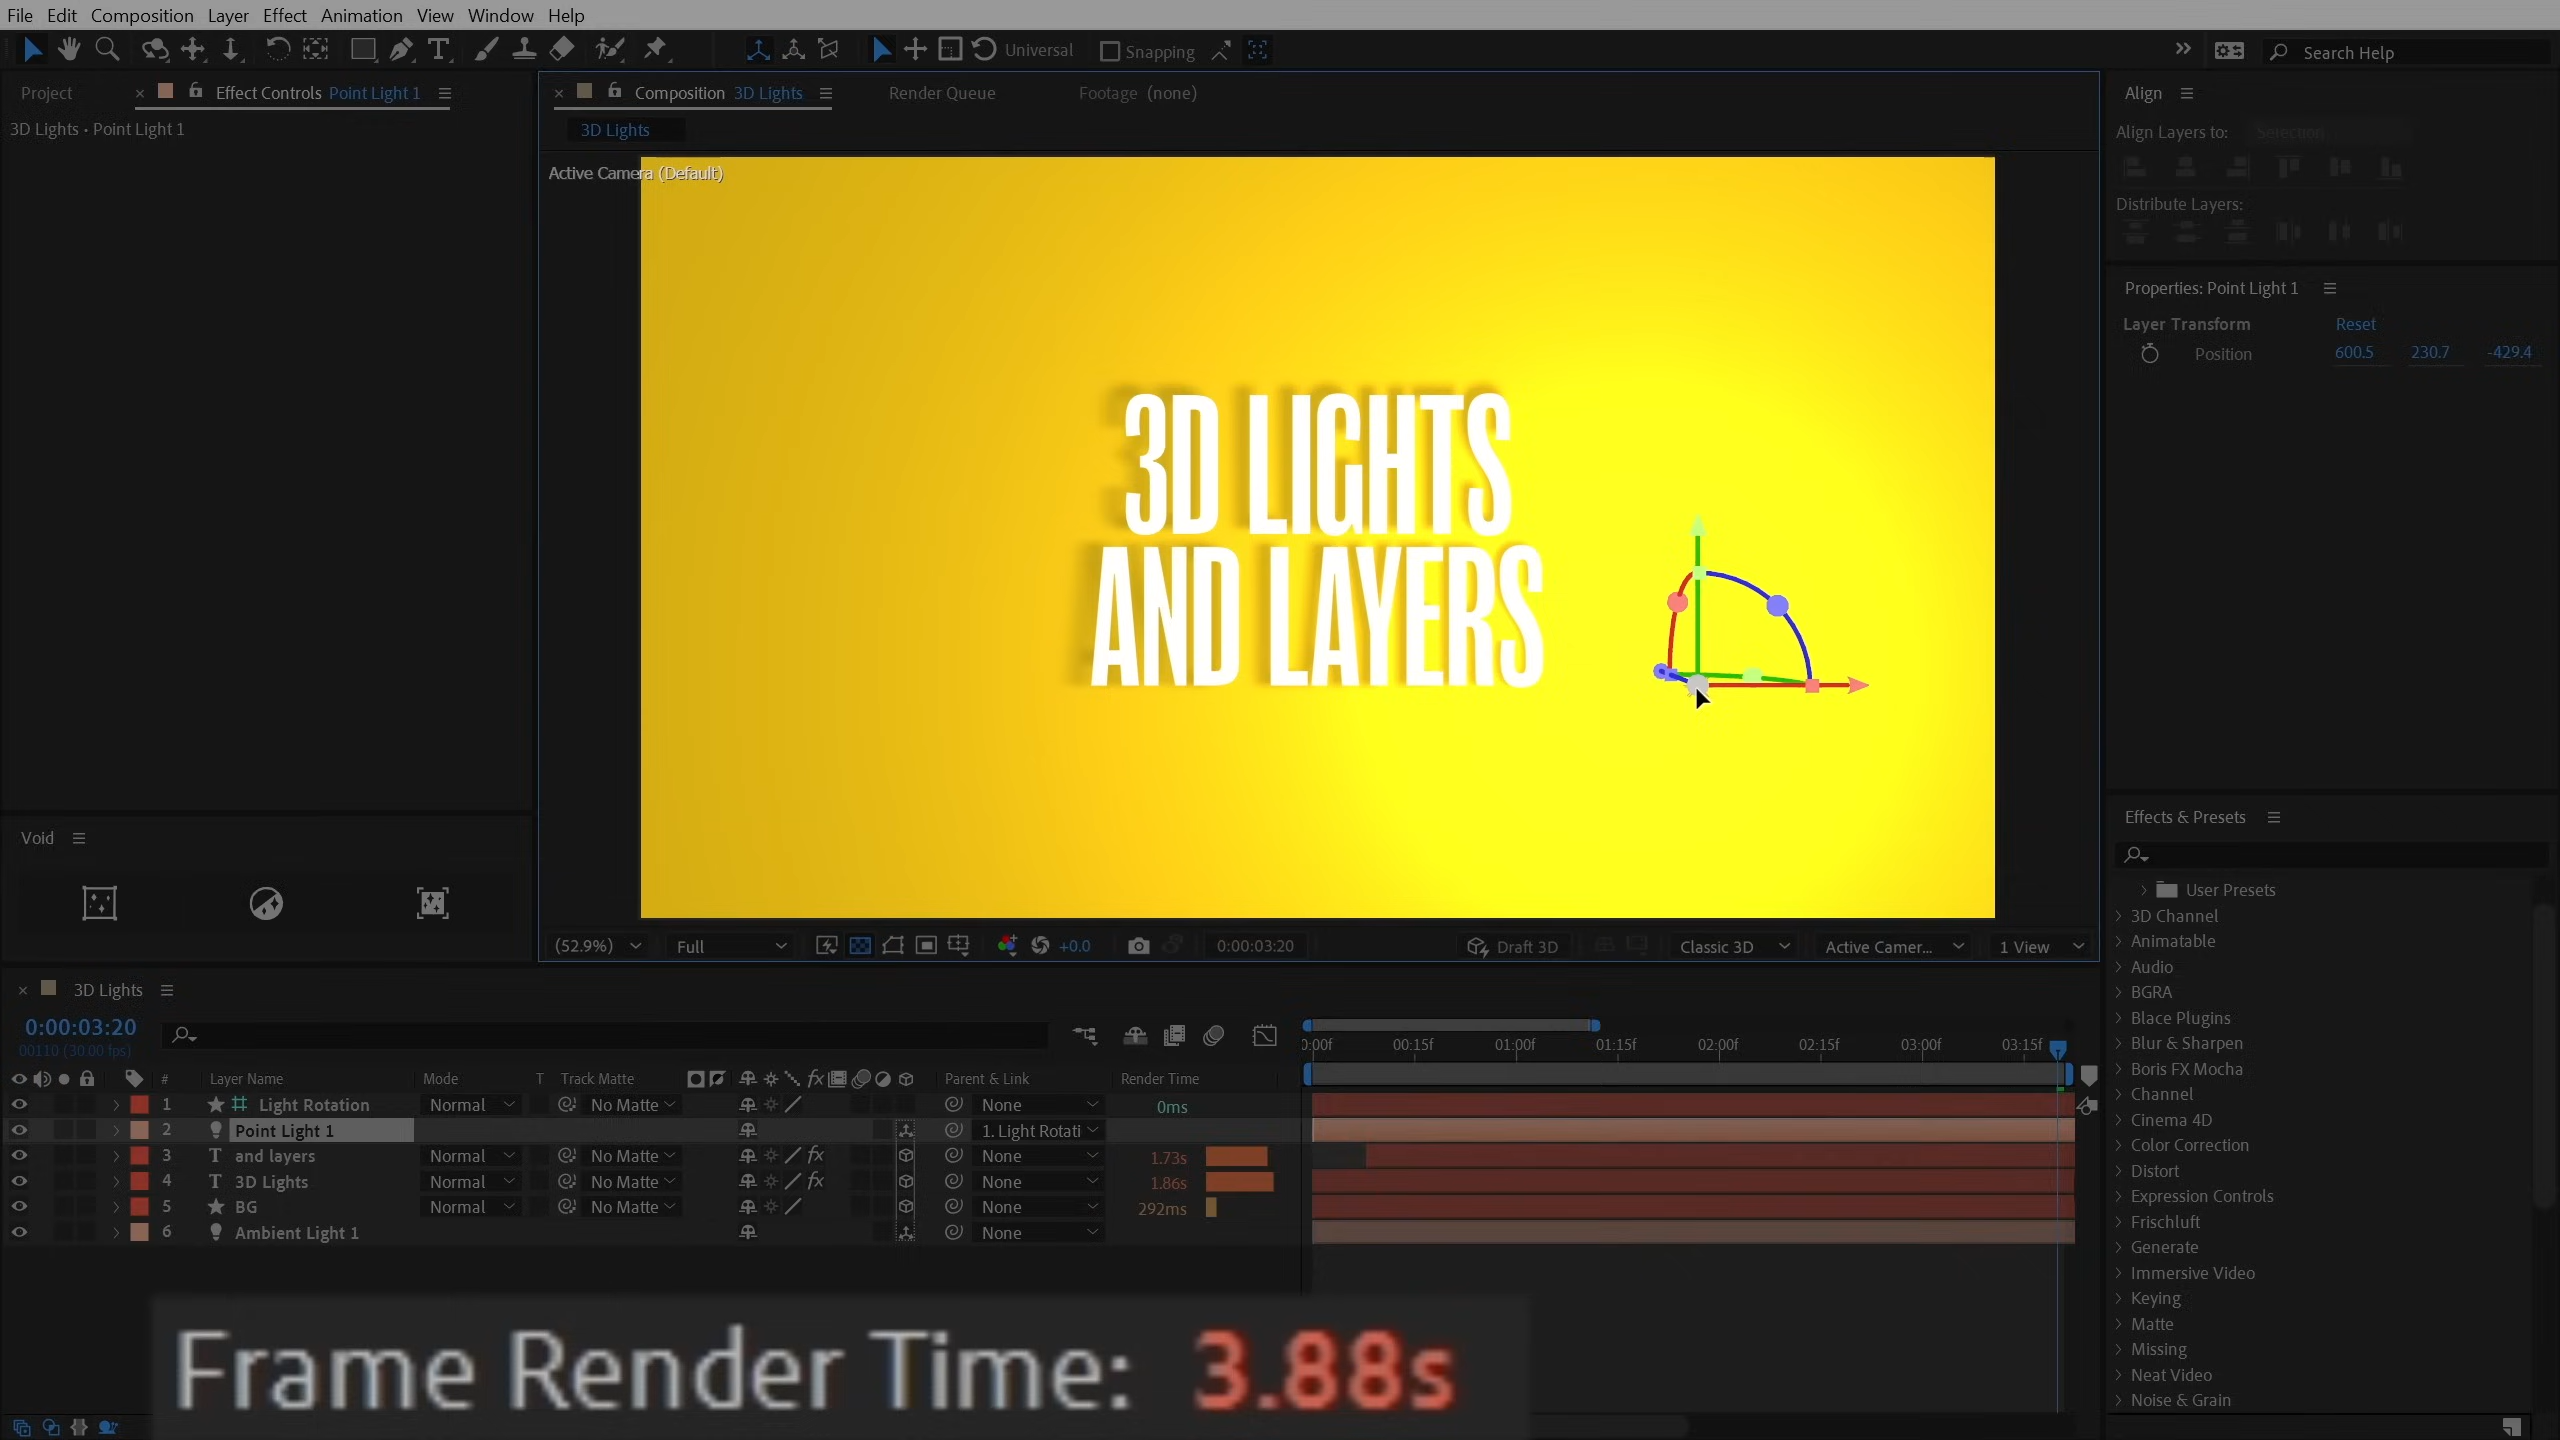 File Edit Composition Layer Effect Animation View Window Help
Universal Snapping Search Help
Project Effect Controls Point Light 1 Composition 3D Lights Render Queue Footage (none) Align
3D Lights • Point Light 1
3D Lights
Align Layers to: Selection
Active Camera (Default)
Distribute Layers:
Properties: Point Light 1
Layer Transform Reset
Position 600.5 230.7 -429.4
3D LIGHTS
AND LAYERS
Void
Effects & Presets
User Presets
3D Channel
Animatable
Audio
BGRA
Blace Plugins
Blur & Sharpen
Boris FX Mocha
Channel
Cinema 4D
Color Correction
Distort
Expression Controls
Frischluft
Generate
Immersive Video
Keying
Matte
Missing
Neat Video
Noise & Grain
(52.9%) Full +0.0 0:00:03:20 Draft 3D Classic 3D Active Camer... 1 View
3D Lights
0:00:03:20
00110 (30.00 fps)
0:00f 00:15f 01:00f 01:15f 02:00f 02:15f 03:00f 03:15f
# Layer Name Mode T Track Matte fx Parent & Link Render Time
1 Light Rotation Normal No Matte None 0ms
2 Point Light 1 1. Light Rotati
3 T and layers Normal No Matte fx None 1.73s
4 T 3D Lights Normal No Matte fx None 1.86s
5 BG Normal No Matte None 292ms
6 Ambient Light 1 None
Frame Render Time: 3.88s